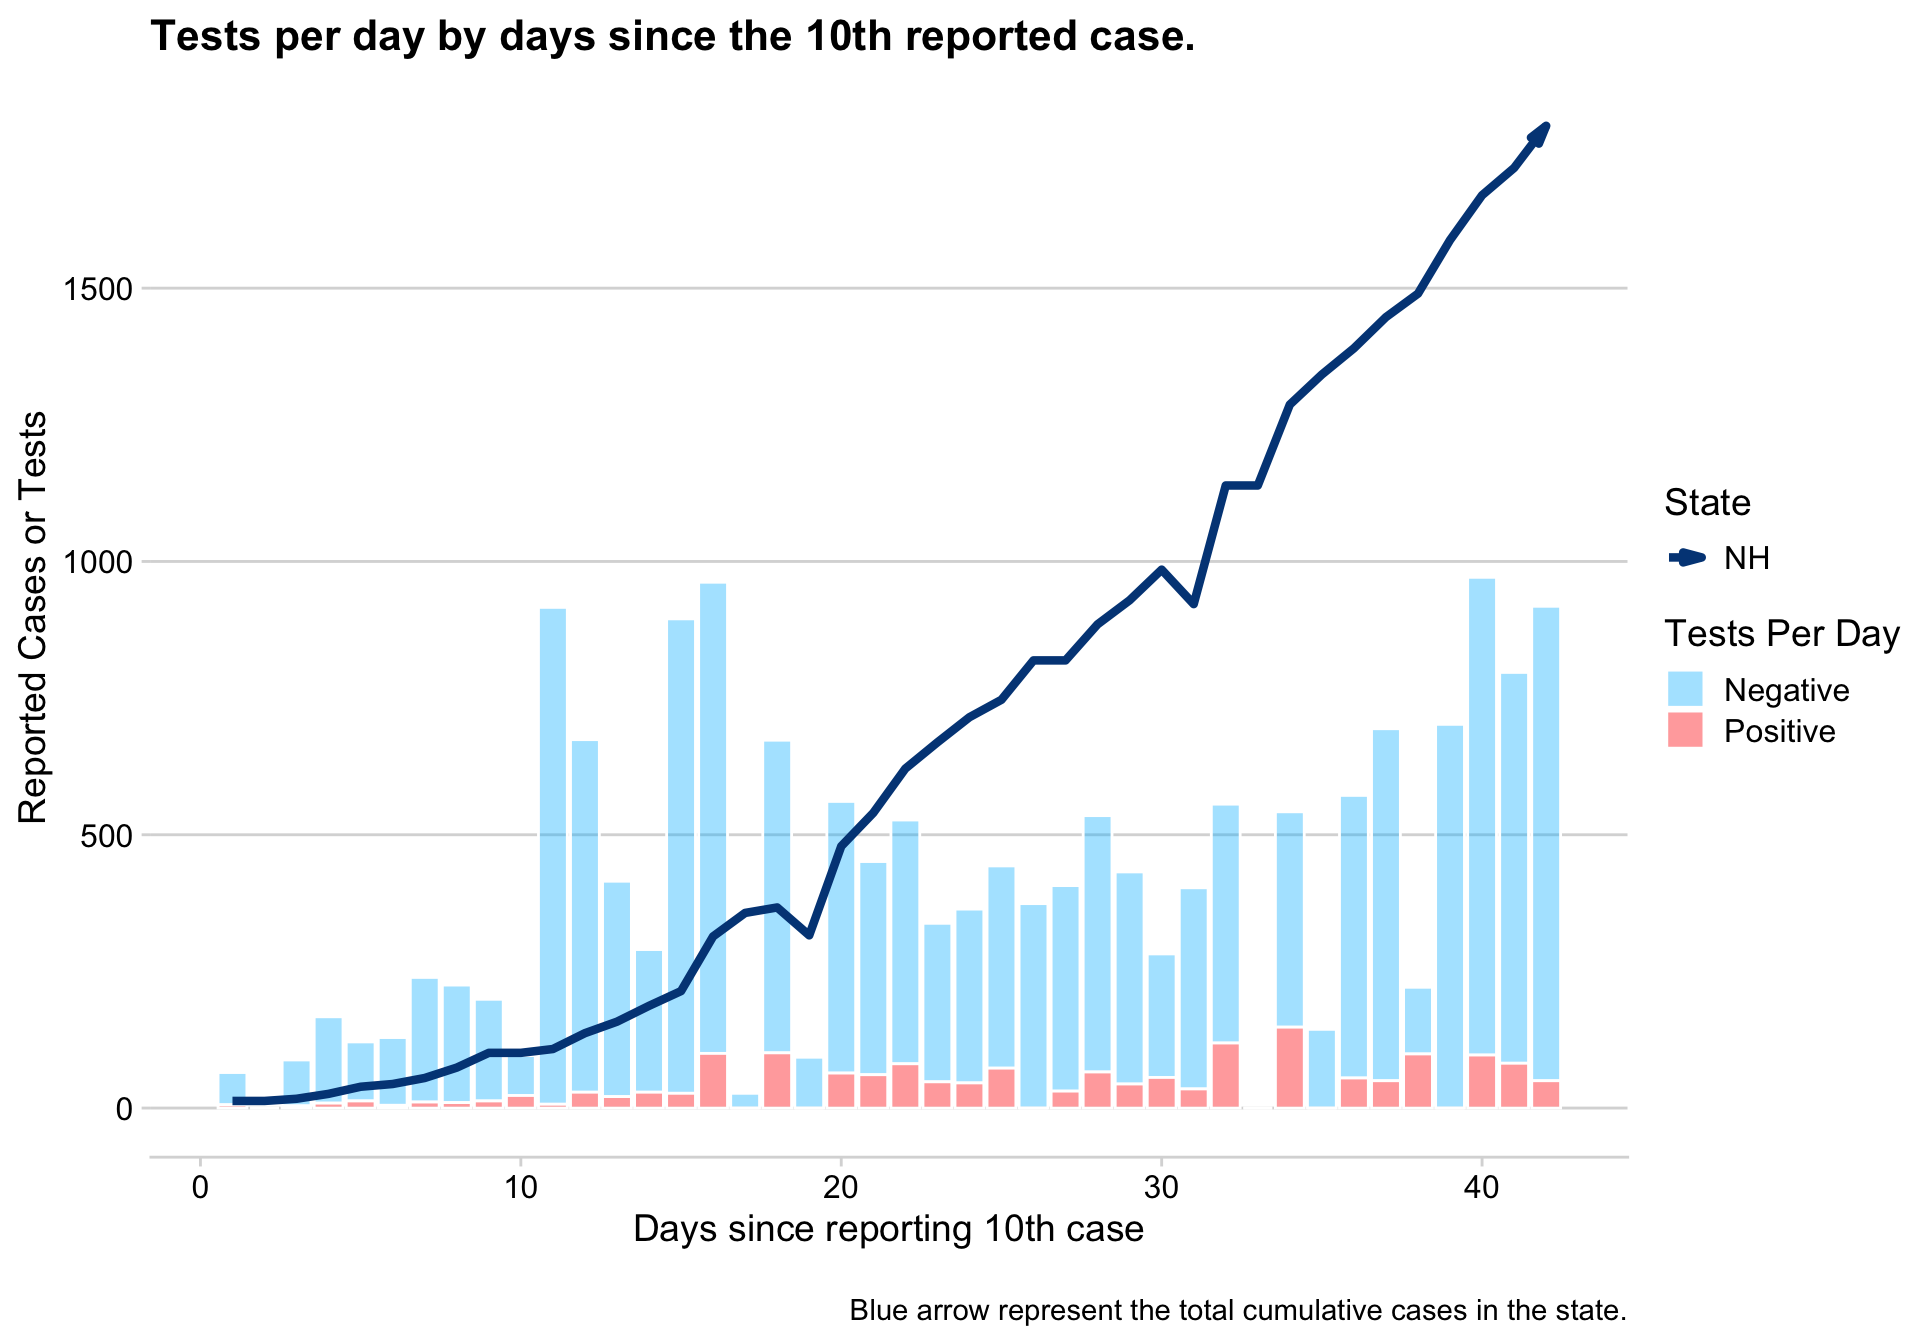 Tests per day by days since the 10th reported case.
Reported Cases or Tests
1500
1000
500
0
0 10 20 30 40
Days since reporting 10th case
State
NH
Tests Per Day
Negative
Positive
Blue arrow represent the total cumulative cases in the state.